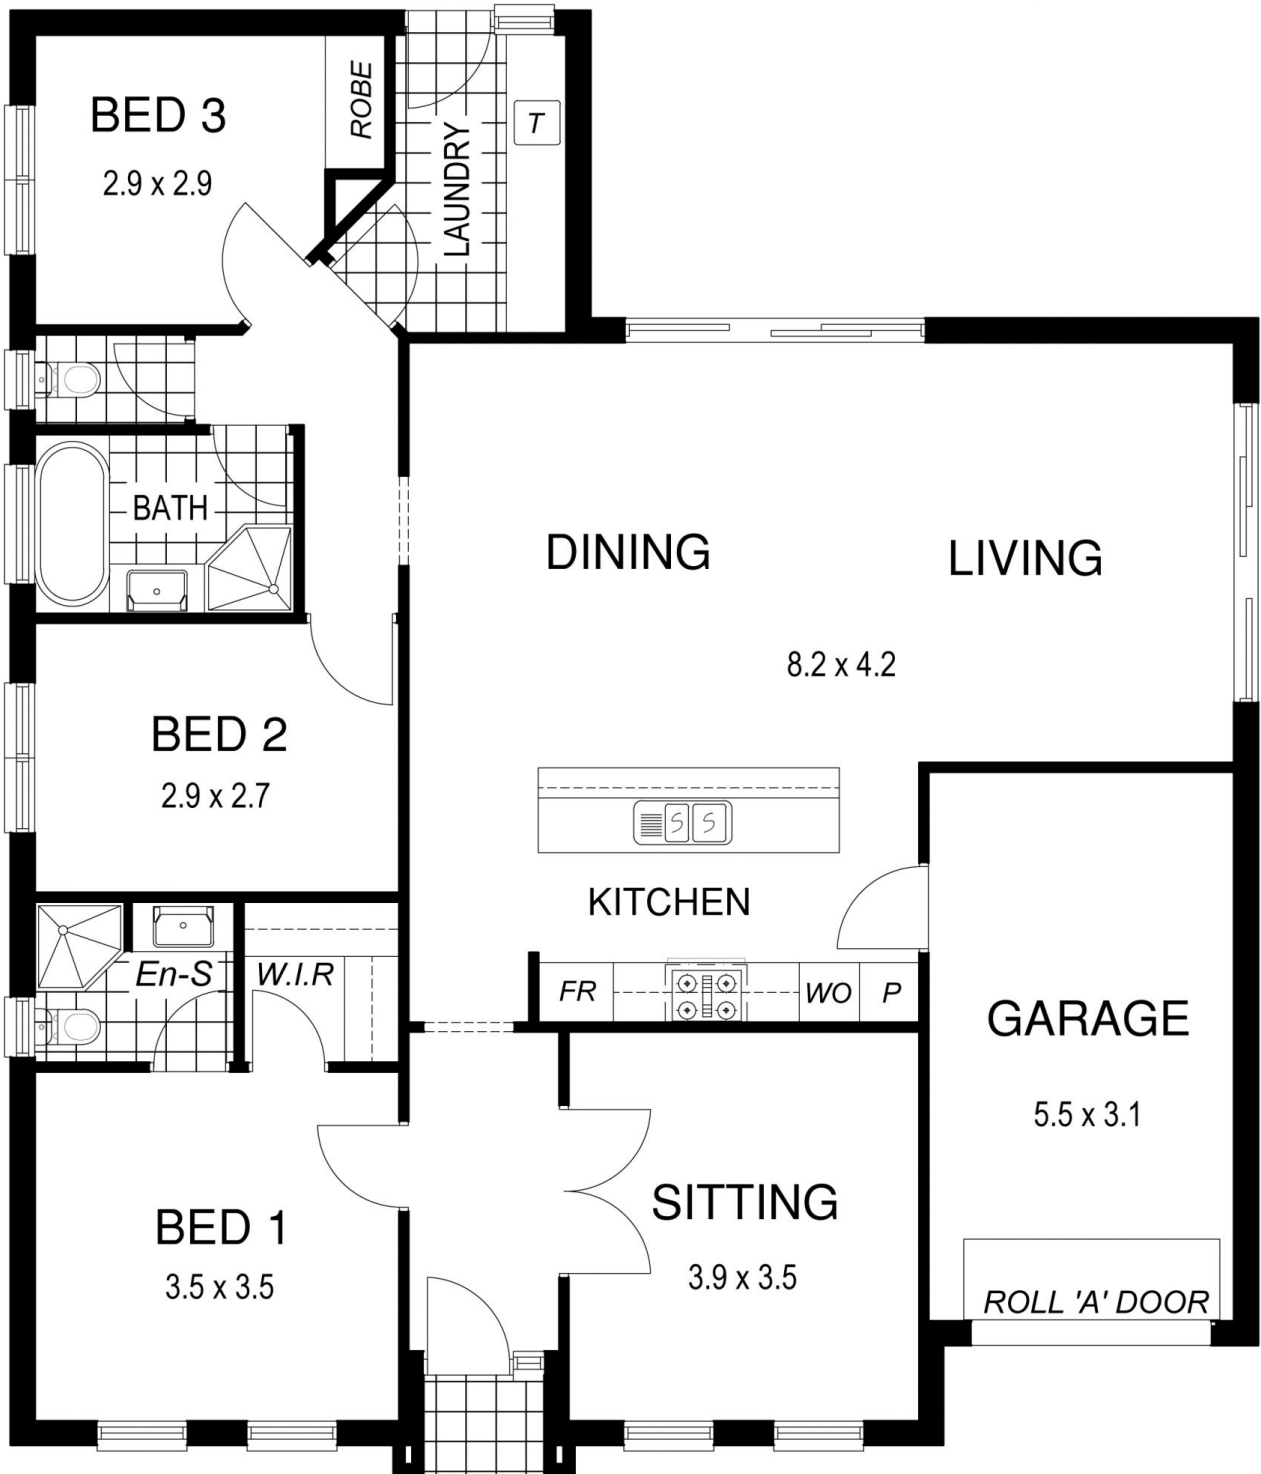 BED 3
2.9 x 2.9
ROBE
LAUNDRY
T
BATH
DINING
LIVING
8.2 x 4.2
BED 2
2.9 x 2.7
KITCHEN
En-S
W.I.R
FR
WO
P
GARAGE
5.5 x 3.1
BED 1
3.5 x 3.5
SITTING
3.9 x 3.5
ROLL 'A' DOOR